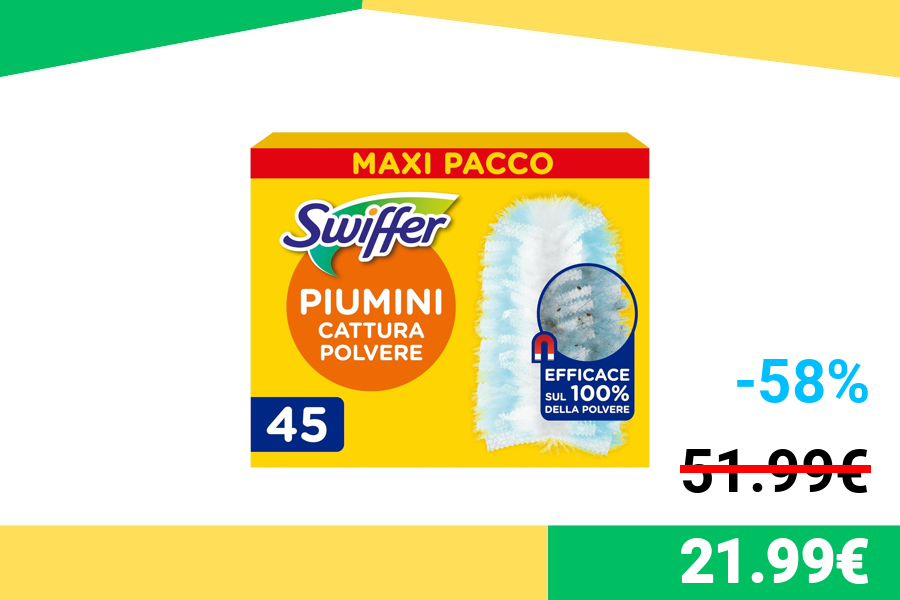 MAXI PACCO
Swiffer
PIUMINI
CATTURA
POLVERE
EFFICACE
SUL 100%
DELLA POLVERE
45
-58%
51.99€
21.99€